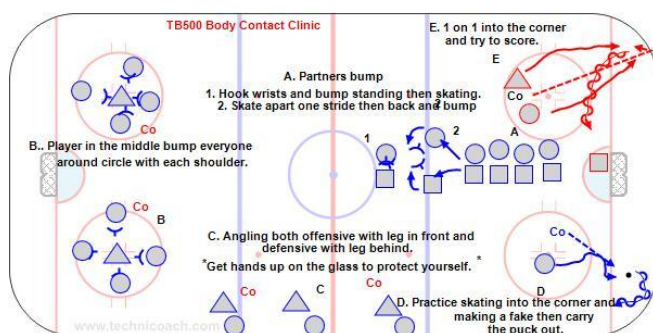 TB500 Body Contact Clinic
E. 1 on 1 into the corner
and try to score.
E
Co
A. Partners bump
1. Hook wrists and bump standing then skating.
2. Skate apart one stride then back and bump
Co
B.. Player in the middle bump everyone
around circle with each shoulder.
1
2
2
A
Co
B
Co
C. Angling both offensive with leg in front and
defensive with leg behind.
*Get hands up on the glass to protect yourself. *
D
Co
C
Co
D. Practice skating into the corner and
making a fake then carry
the puck out.
www.technicoach.com